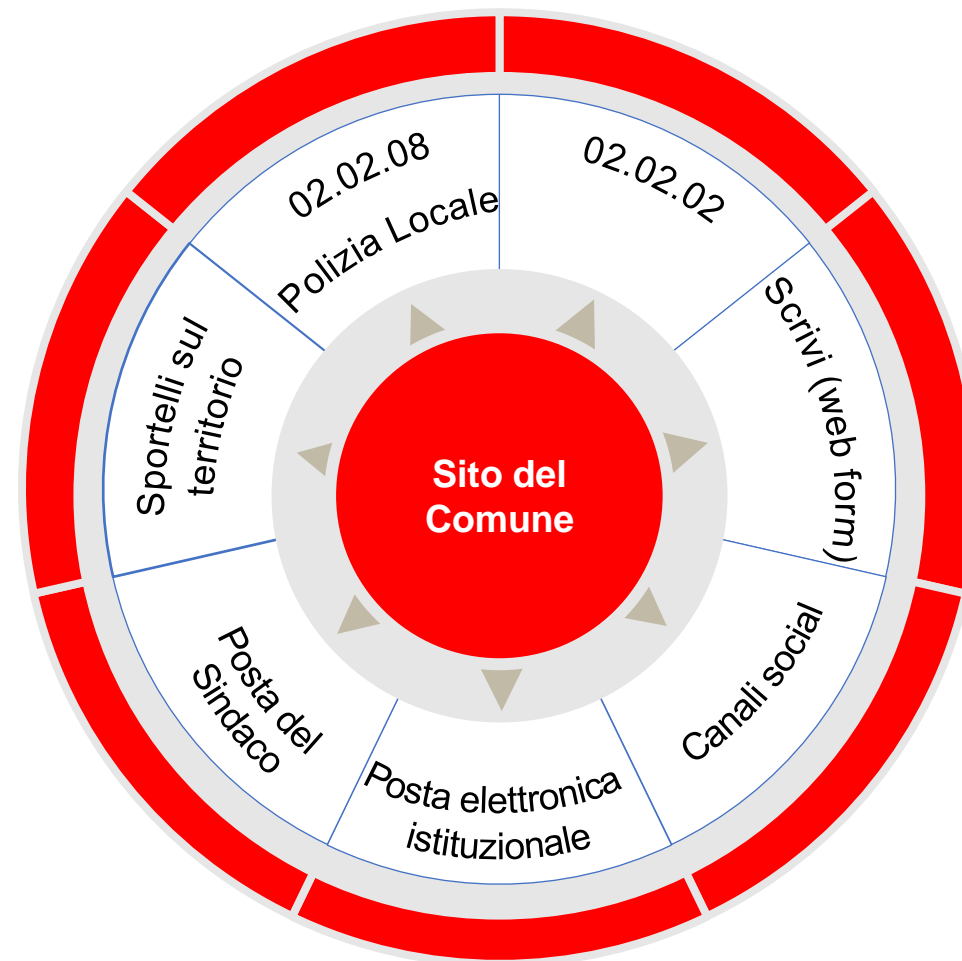 02.02.08
Polizia Locale
02.02.02
Scrivi (web form)
Canali social
Posta elettronica
istituzionale
Posta del
Sindaco
Sportelli sul
territorio
Sito del
Comune